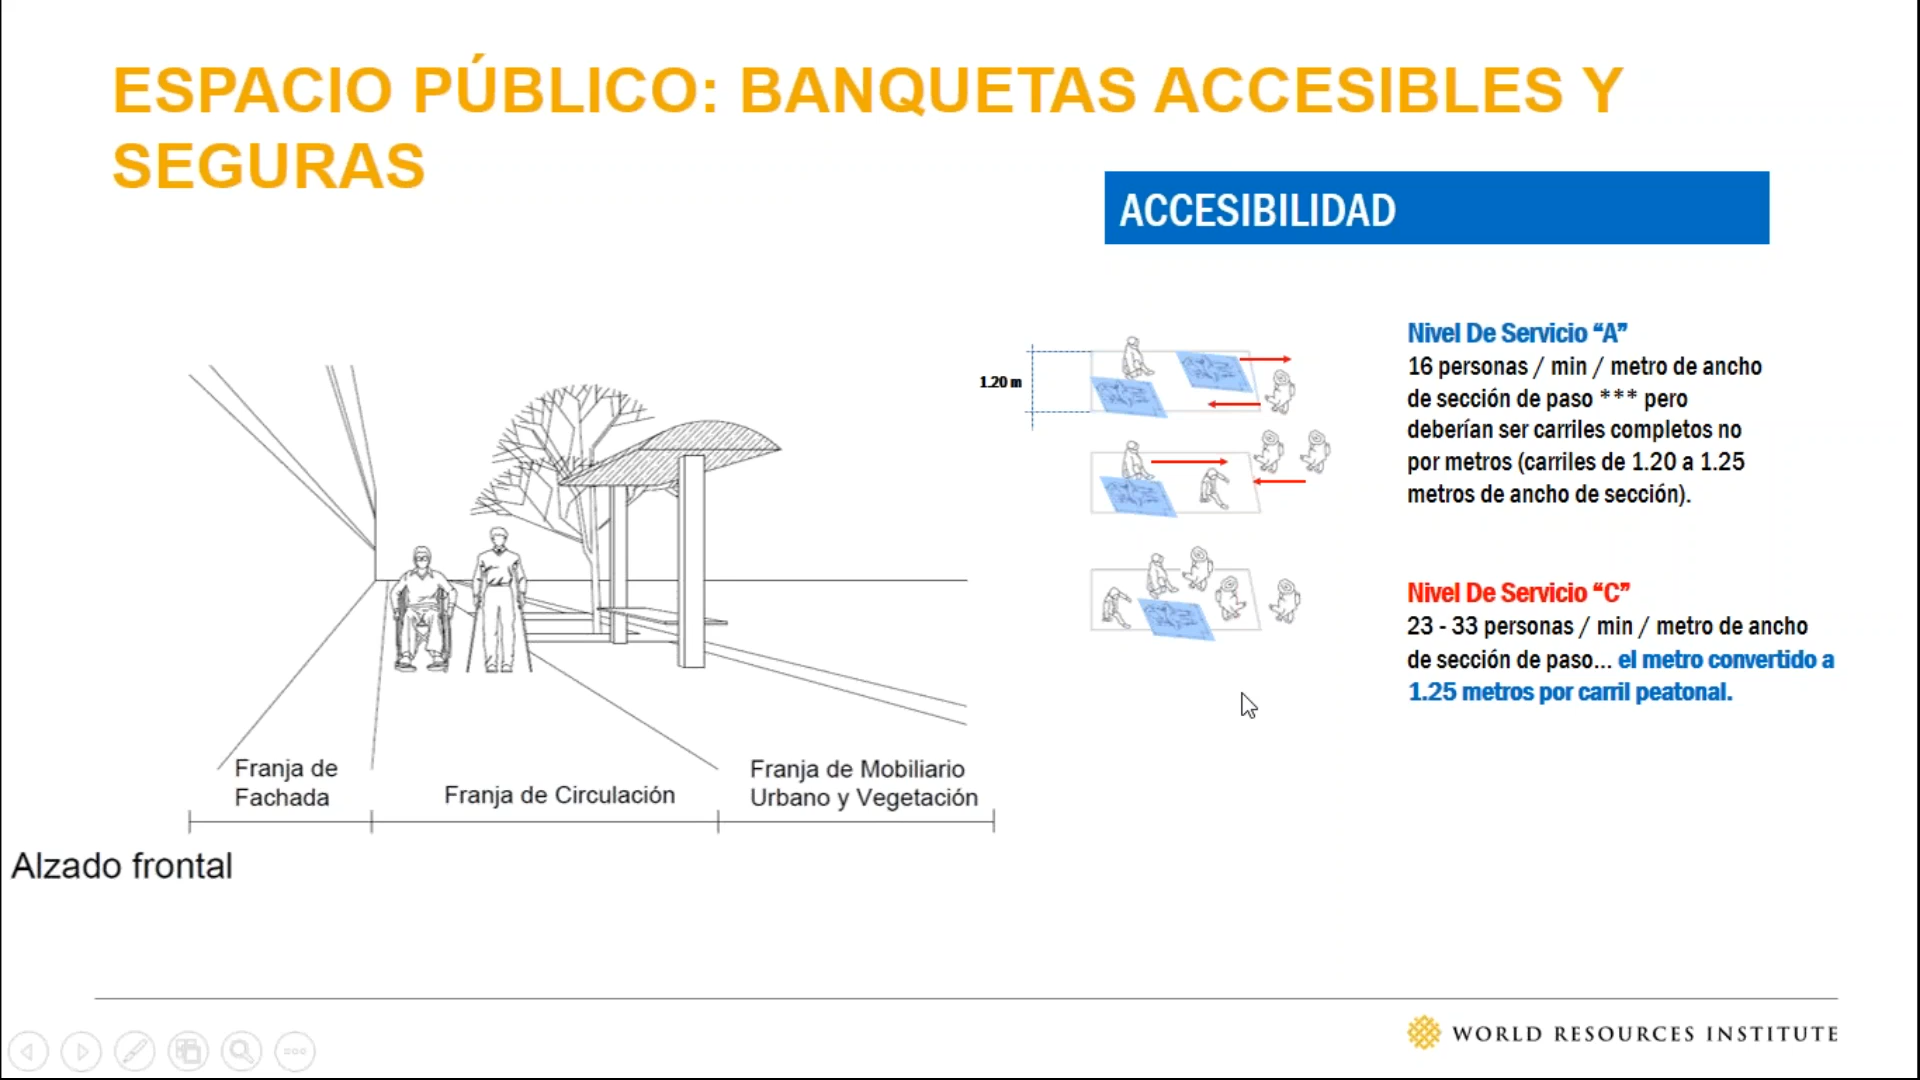 ESPACIO PÚBLICO: BANQUETAS ACCESIBLES Y
SEGURAS
ACCESIBILIDAD
1.20 m
Nivel De Servicio “A”
16 personas / min / metro de ancho
de sección de paso *** pero
deberían ser carriles completos no
por metros (carriles de 1.20 a 1.25
metros de ancho de sección).
Nivel De Servicio “C”
23 - 33 personas / min / metro de ancho
de sección de paso... el metro convertido a
1.25 metros por carril peatonal.
Franja de
Fachada
Franja de Circulación
Franja de Mobiliario
Urbano y Vegetación
Alzado frontal
WORLD RESOURCES INSTITUTE